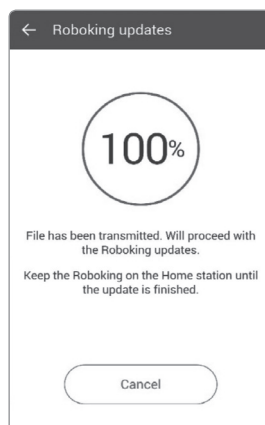 Roboking updates
100%
File has been transmitted. Will proceed with
the Roboking updates.
Keep the Roboking on the Home station until
the update is finished.
Cancel